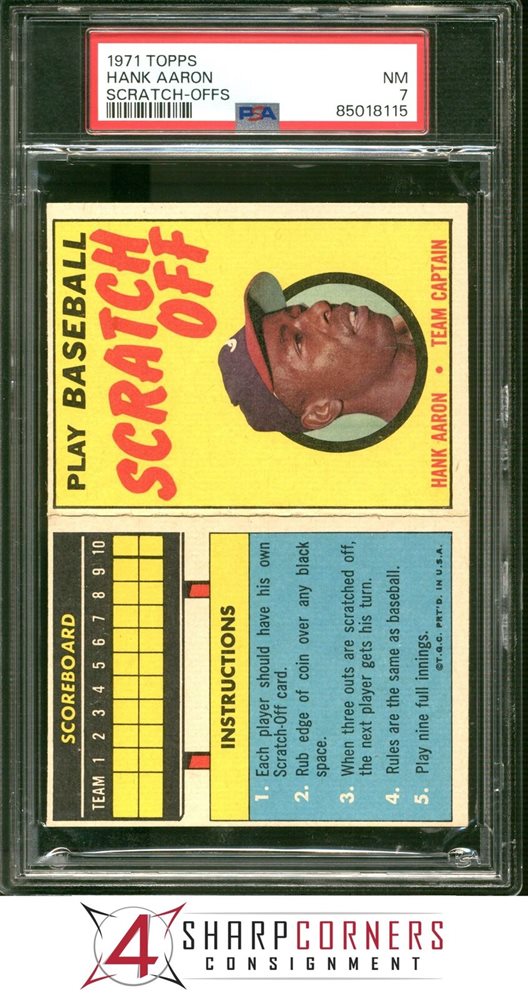 1971 TOPPS
HANK AARON
SCRATCH-OFFS
NM
7
85018115
PSA
PLAY BASEBALL
SCRATCH
OFF
HANK AARON • TEAM CAPTAIN
SCOREBOARD
TEAM 1 2 3 4 5 6 7 8 9 10
INSTRUCTIONS
1. Each player should have his own
Scratch-Off card.
2. Rub edge of coin over any black
space.
3. When three outs are scratched off,
the next player gets his turn.
4. Rules are the same as baseball.
5. Play nine full innings.
©T.G.C. PRT'D. IN U.S.A.
4 SHARPCORNERS
CONSIGNMENT